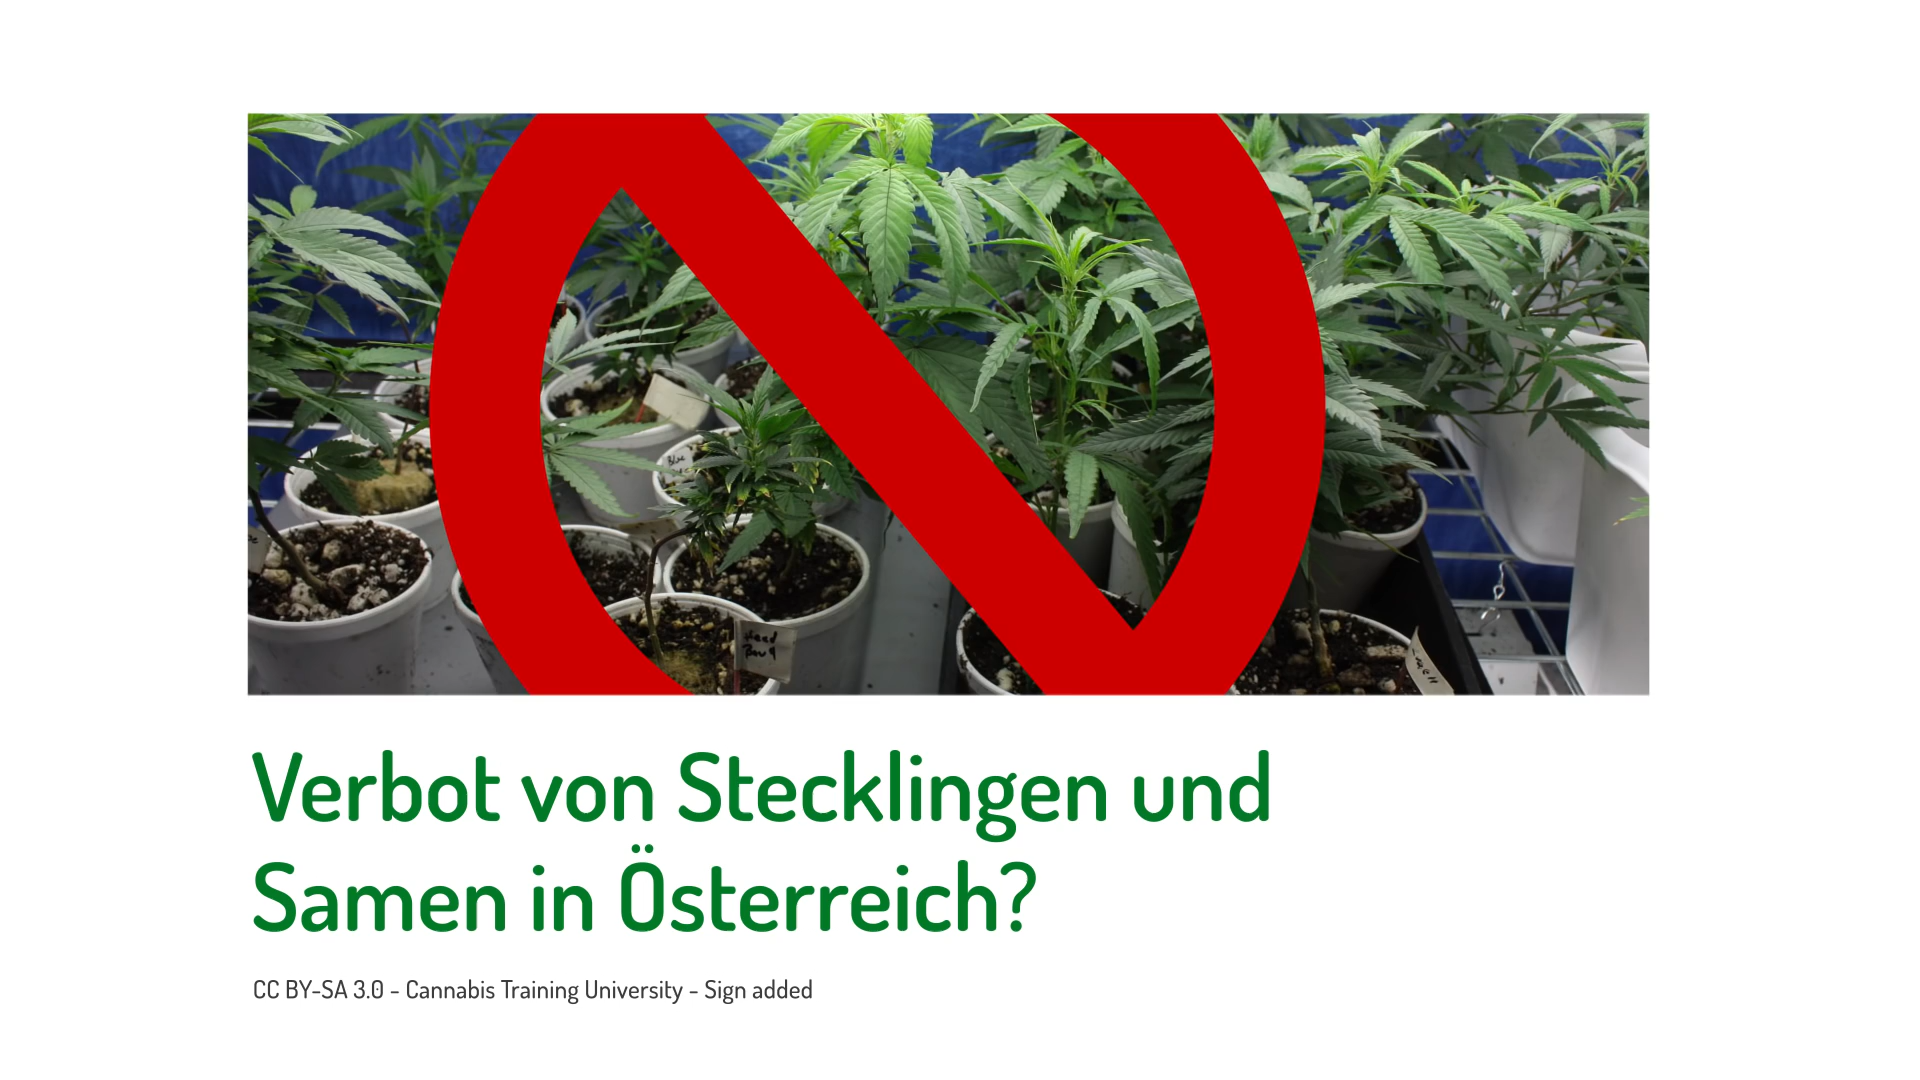 Verbot von Stecklingen und
Samen in Österreich?
CC BY-SA 3.0 - Cannabis Training University - Sign added